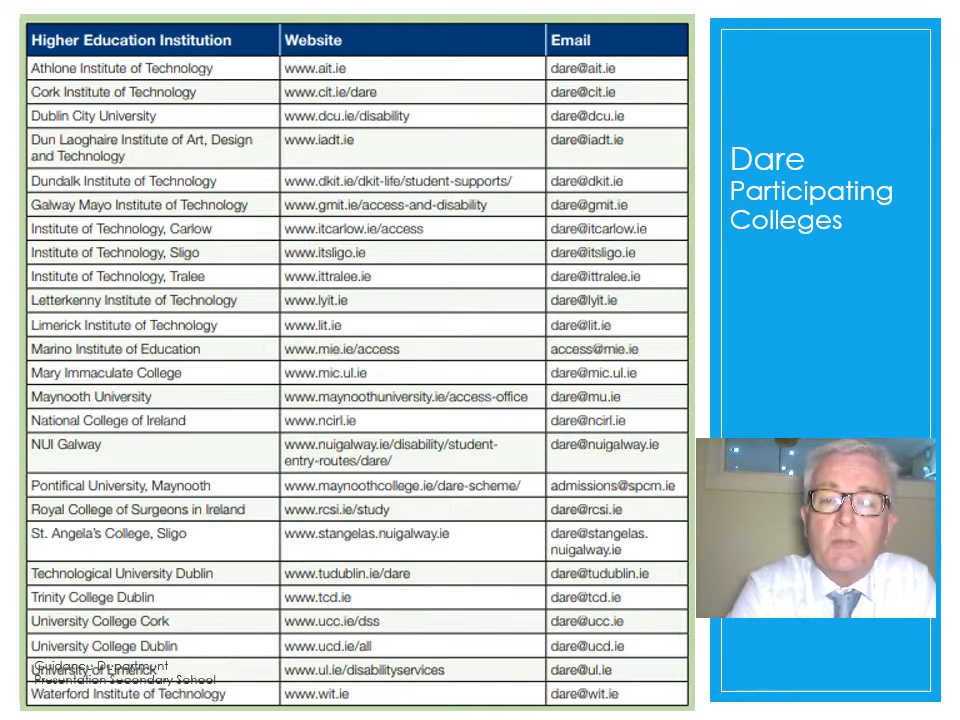 Higher Education Institution Website Email
Athlone Institute of Technology www.ait.ie dare@ait.ie
Cork Institute of Technology www.cit.ie/dare dare@cit.ie
Dublin City University www.dcu.ie/disability dare@dcu.ie
Dun Laoghaire Institute of Art, Design www.iadt.ie dare@iadt.ie
and Technology
Dundalk Institute of Technology www.dkit.ie/dkit-life/student-supports/ dare@dkit.ie
Galway Mayo Institute of Technology www.gmit.ie/access-and-disability dare@gmit.ie
Institute of Technology, Carlow www.itcarlow.ie/access dare@itcarlow.ie
Institute of Technology, Sligo www.itsligo.ie dare@itsligo.ie
Institute of Technology, Tralee www.ittralee.ie dare@ittralee.ie
Letterkenny Institute of Technology www.lyit.ie dare@lyit.ie
Limerick Institute of Technology www.lit.ie dare@lit.ie
Marino Institute of Education www.mie.ie/access access@mie.ie
Mary Immaculate College www.mic.ul.ie dare@mic.ul.ie
Maynooth University www.maynoothuniversity.ie/access-office dare@mu.ie
National College of Ireland www.ncirl.ie dare@ncirl.ie
NUI Galway www.nuigalway.ie/disability/student- dare@nuigalway.ie
entry-routes/dare/
Pontifical University, Maynooth www.maynoothcollege.ie/dare-scheme/ admissions@spcm.ie
Royal College of Surgeons in Ireland www.rcsi.ie/study dare@rcsi.ie
St. Angela's College, Sligo www.stangelas.nuigalway.ie dare@stangelas.
nuigalway.ie
Technological University Dublin www.tudublin.ie/dare dare@tudublin.ie
Trinity College Dublin www.tcd.ie dare@tcd.ie
University College Cork www.ucc.ie/dss dare@ucc.ie
University College Dublin www.ucd.ie/all dare@ucd.ie
University of Limerick www.ul.ie/disabilityservices dare@ul.ie
Waterford Institute of Technology www.wit.ie dare@wit.ie
Guidance Department
Presentation Secondary School
Dare
Participating
Colleges